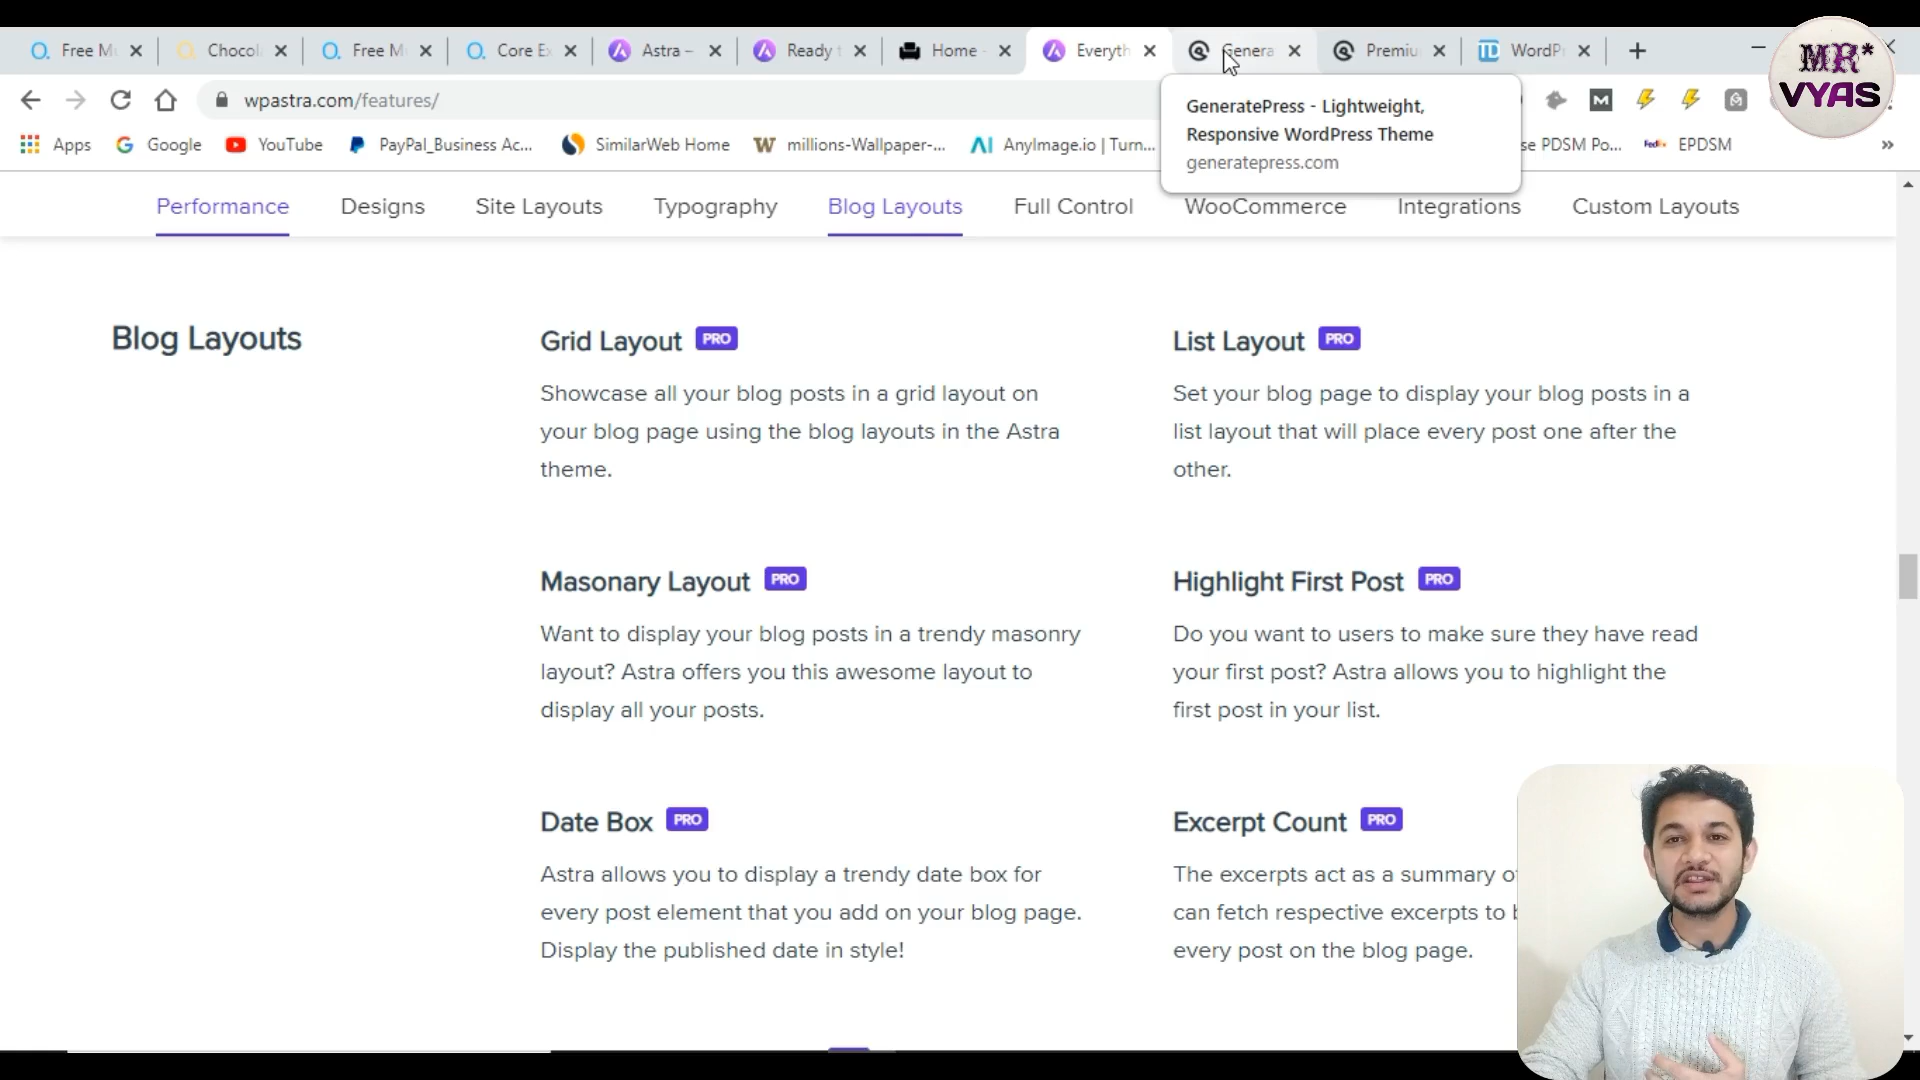 Free M
Chocol
Free M
Core Ex
Astra –
Ready t
Home -
Everyth
Genera
Premiu
WordP
MR*
VYAS
wpastra.com/features/
GeneratePress - Lightweight,
Responsive WordPress Theme
generatepress.com
Apps
Google
YouTube
PayPal_Business Ac...
SimilarWeb Home
millions-Wallpaper-...
AnyImage.io | Turn...
se PDSM Po...
EPDSM
Performance
Designs
Site Layouts
Typography
Blog Layouts
Full Control
WooCommerce
Integrations
Custom Layouts
Blog Layouts
Grid Layout PRO
Showcase all your blog posts in a grid layout on
your blog page using the blog layouts in the Astra
theme.
List Layout PRO
Set your blog page to display your blog posts in a
list layout that will place every post one after the
other.
Masonary Layout PRO
Want to display your blog posts in a trendy masonry
layout? Astra offers you this awesome layout to
display all your posts.
Highlight First Post PRO
Do you want to users to make sure they have read
your first post? Astra allows you to highlight the
first post in your list.
Date Box PRO
Astra allows you to display a trendy date box for
every post element that you add on your blog page.
Display the published date in style!
Excerpt Count PRO
The excerpts act as a summary o
can fetch respective excerpts to
every post on the blog page.